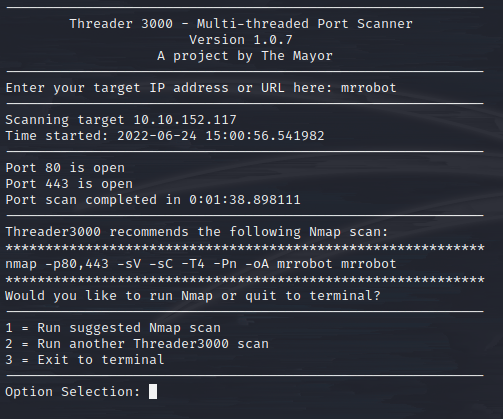 Threader 3000 - Multi-threaded Port Scanner
Version 1.0.7
A project by The Mayor
Enter your target IP address or URL here: mrrobot
Scanning target 10.10.152.117
Time started: 2022-06-24 15:00:56.541982
Port 80 is open
Port 443 is open
Port scan completed in 0:01:38.898111
Threader3000 recommends the following Nmap scan:
************************************************************
nmap -p80,443 -sV -sC -T4 -Pn -oA mrrobot mrrobot
************************************************************
Would you like to run Nmap or quit to terminal?
1 = Run suggested Nmap scan
2 = Run another Threader3000 scan
3 = Exit to terminal
Option Selection: